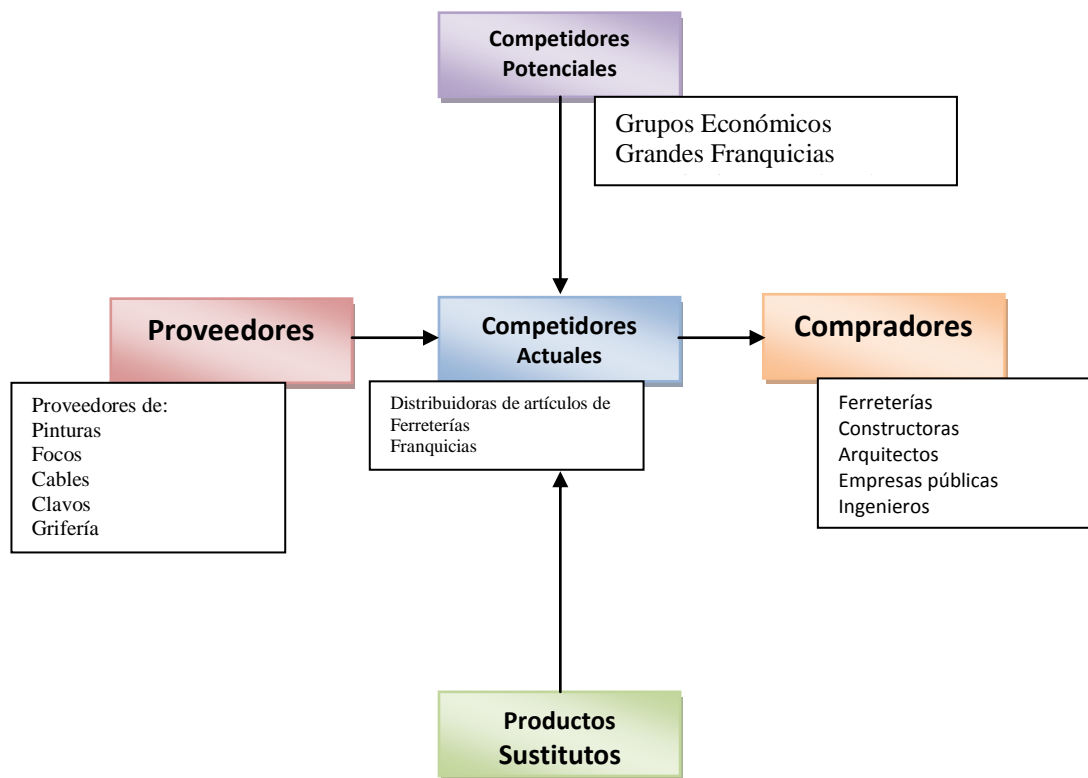 Competidores
Potenciales
Grupos Económicos
Grandes Franquicias
Proveedores
Competidores
Actuales
Compradores
Proveedores de:
Pinturas
Focos
Cables
Clavos
Grifería
Distribuidoras de artículos de
Ferreterías
Franquicias
Ferreterías
Constructoras
Arquitectos
Empresas públicas
Ingenieros
Productos
Sustitutos